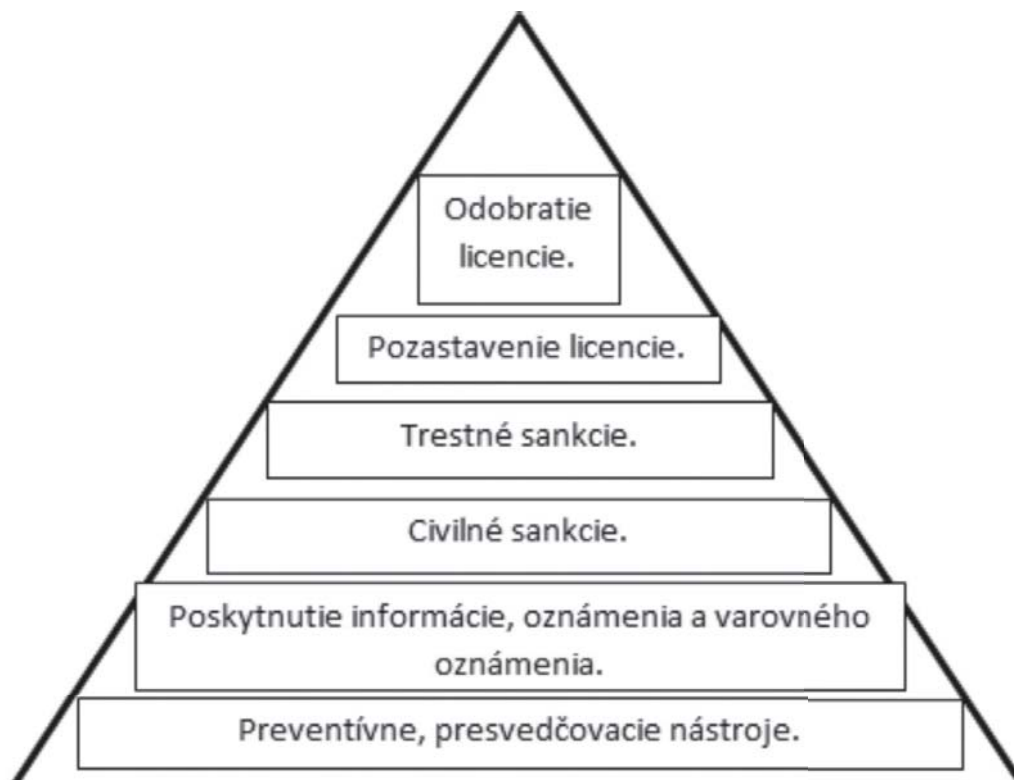 Odobratie
licencie.
Pozastavenie licencie.
Trestné sankcie.
Civilné sankcie.
Poskytnutie informácie, oznámenia a varovného
oznámenia.
Preventívne, presvedčovacie nástroje.